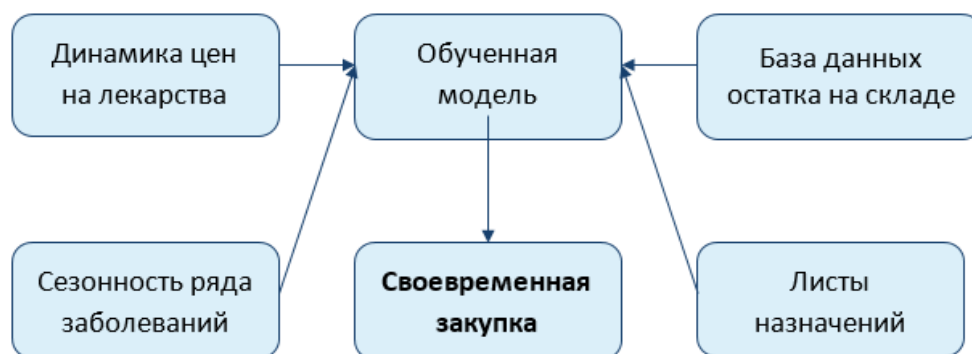 Динамика цен
на лекарства
Обученная
модель
База данных
остатка на складе
Сезонность ряда
заболеваний
Своевременная
закупка
Листы
назначений